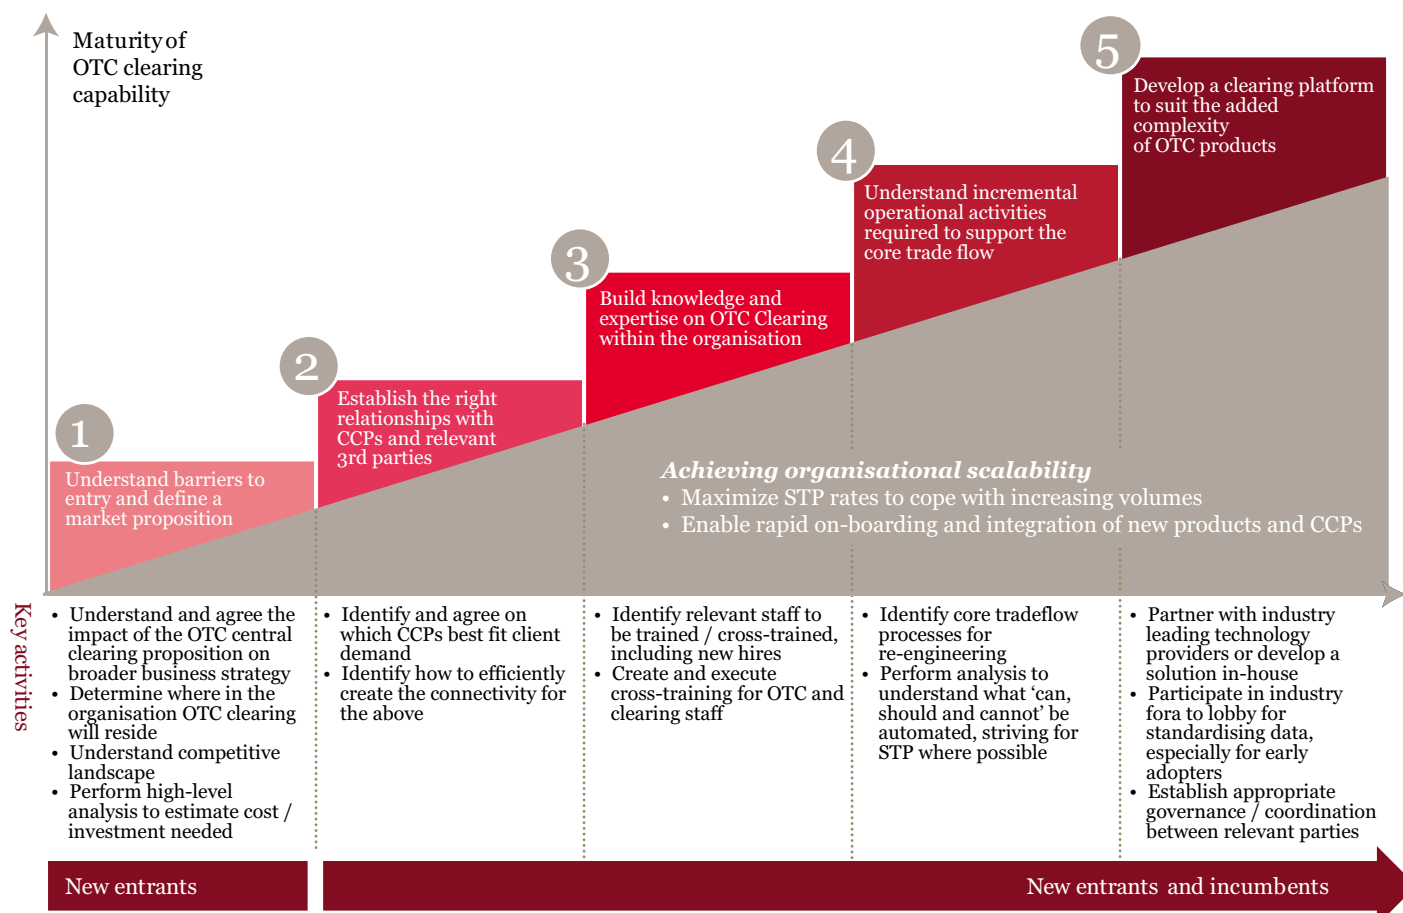 Maturity of
OTC clearing
capability
1
Understand barriers to
entry and define a
market proposition
2
Establish the right
relationships with
CCPs and relevant
3rd parties
3
Build knowledge and
expertise on OTC Clearing
within the organisation
4
Understand incremental
operational activities
required to support the
core trade flow
5
Develop a clearing platform
to suit the added
complexity
of OTC products
Achieving organisational scalability
• Maximize STP rates to cope with increasing volumes
• Enable rapid on-boarding and integration of new products and CCPs
Key activities
• Understand and agree the
impact of the OTC central
clearing proposition on
broader business strategy
• Determine where in the
organisation OTC clearing
will reside
• Understand competitive
landscape
• Perform high-level
analysis to estimate cost /
investment needed
• Identify and agree on
which CCPs best fit client
demand
• Identify how to efficiently
create the connectivity for
the above
• Identify relevant staff to
be trained / cross-trained,
including new hires
• Create and execute
cross-training for OTC and
clearing staff
• Identify core tradeflow
processes for
re-engineering
• Perform analysis to
understand what ‘can,
should and cannot’ be
automated, striving for
STP where possible
• Partner with industry
leading technology
providers or develop a
solution in-house
• Participate in industry
fora to lobby for
standardising data,
especially for early
adopters
• Establish appropriate
governance / coordination
between relevant parties
New entrants
New entrants and incumbents